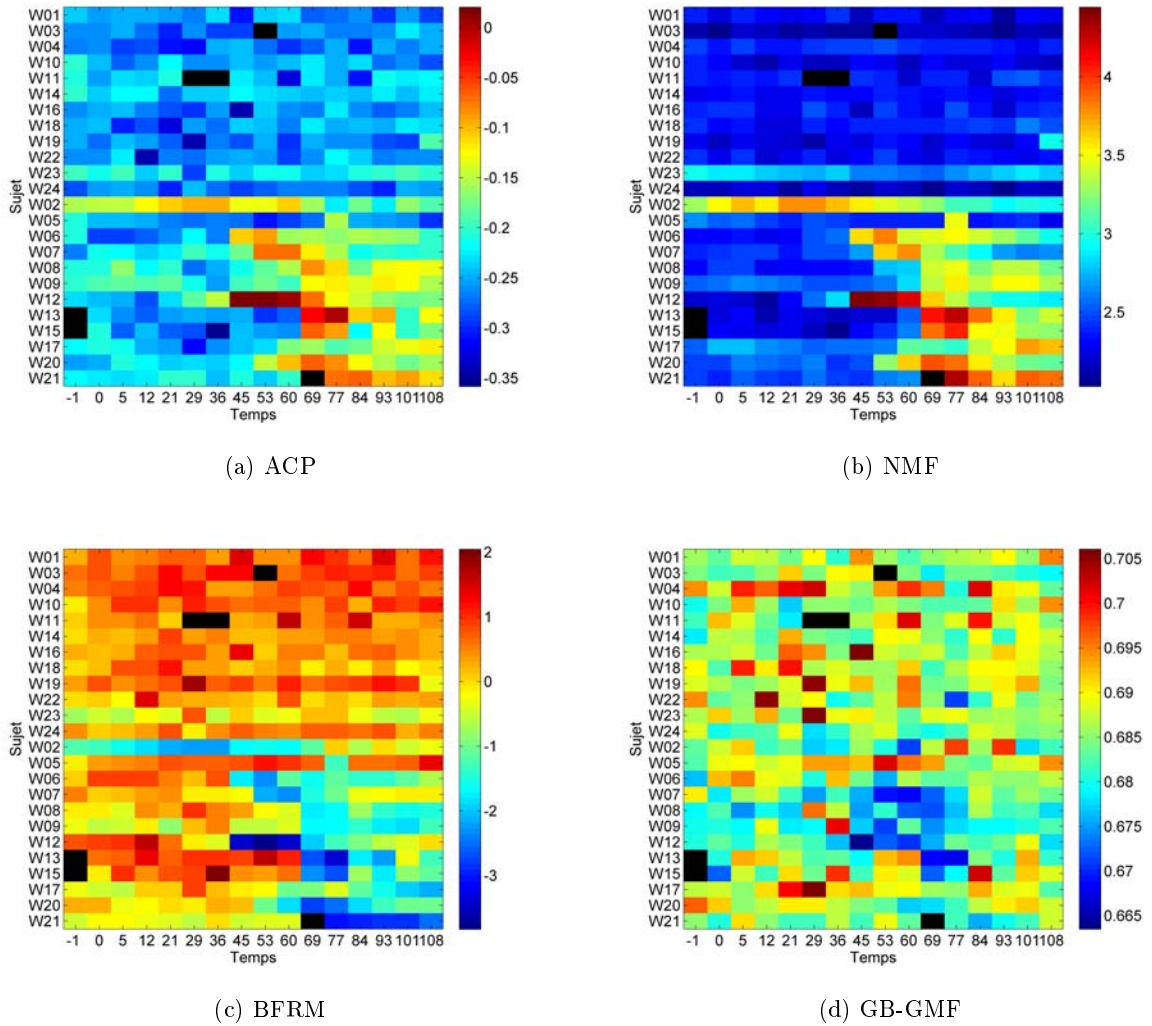 W01
W03
W04
W10
W11
W14
W16
W18
W19
W22
W23
W24
W02
W05
W06
W07
W08
W09
W12
W13
W15
W17
W20
W21
Sujet
-1 0 5 12 21 29 36 45 53 60 69 77 84 93 101 108
Temps
0
-0.05
-0.1
-0.15
-0.2
-0.25
-0.3
-0.35
(a) ACP
W01
W03
W04
W10
W11
W14
W16
W18
W19
W22
W23
W24
W02
W05
W06
W07
W08
W09
W12
W13
W15
W17
W20
W21
Sujet
-1 0 5 12 21 29 36 45 53 60 69 77 84 93 101 108
Temps
4
3.5
3
2.5
(b) NMF
W01
W03
W04
W10
W11
W14
W16
W18
W19
W22
W23
W24
W02
W05
W06
W07
W08
W09
W12
W13
W15
W17
W20
W21
Sujet
-1 0 5 12 21 29 36 45 53 60 69 77 84 93 101 108
Temps
2
1
0
-1
-2
-3
(c) BFRM
W01
W03
W04
W10
W11
W14
W16
W18
W19
W22
W23
W24
W02
W05
W06
W07
W08
W09
W12
W13
W15
W17
W20
W21
Sujet
-1 0 5 12 21 29 36 45 53 60 69 77 84 93 101 108
Temps
0.705
0.7
0.695
0.69
0.685
0.68
0.675
0.67
0.665
(d) GB-GMF